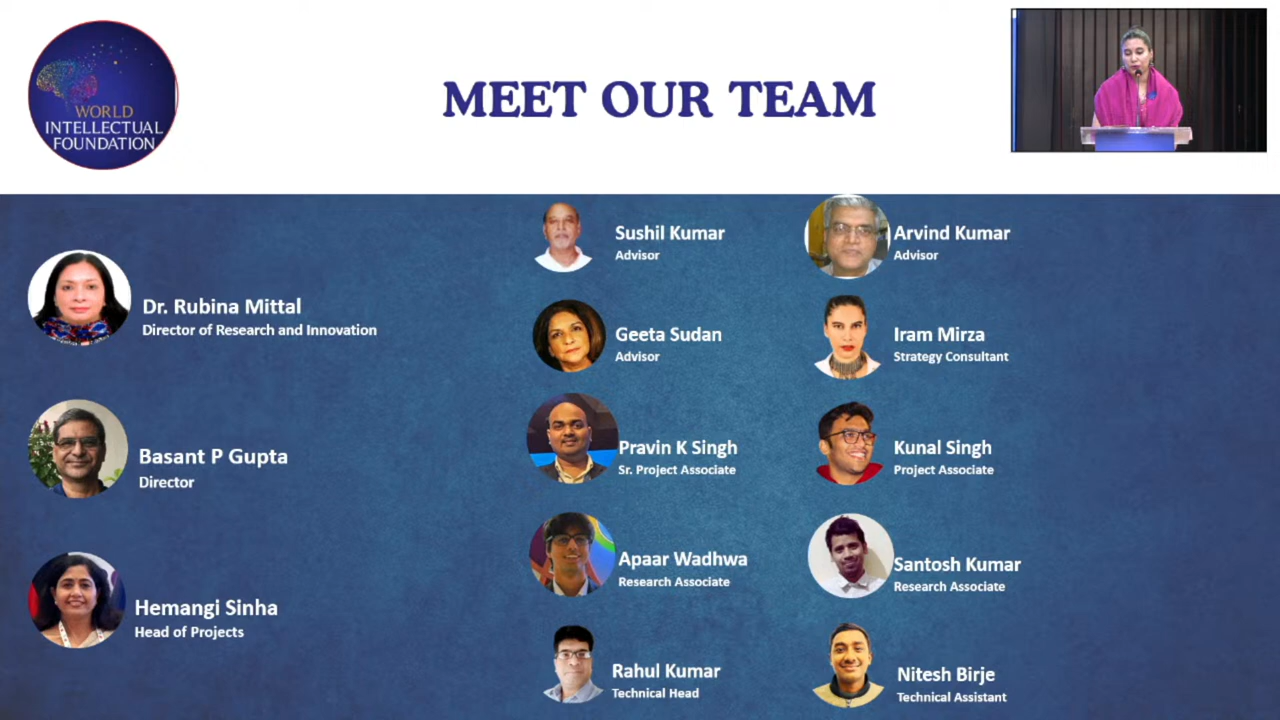 WORLD
INTELLECTUAL
FOUNDATION
MEET OUR TEAM
Dr. Rubina Mittal
Director of Research and Innovation
Basant P Gupta
Director
Hemangi Sinha
Head of Projects
Sushil Kumar
Advisor
Arvind Kumar
Advisor
Geeta Sudan
Advisor
Iram Mirza
Strategy Consultant
Pravin K Singh
Sr. Project Associate
Kunal Singh
Project Associate
Apaar Wadhwa
Research Associate
Santosh Kumar
Research Associate
Rahul Kumar
Technical Head
Nitesh Birje
Technical Assistant